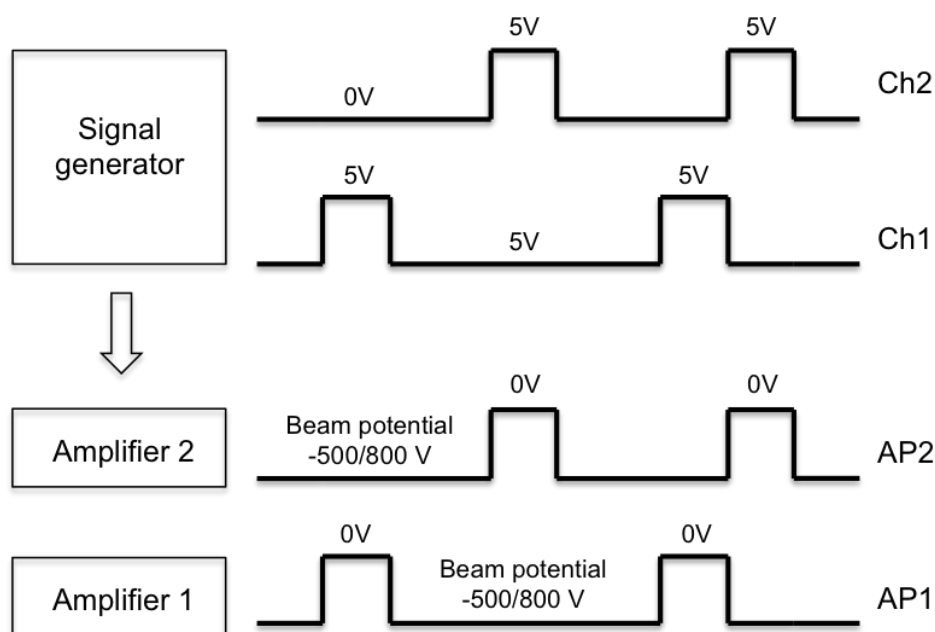 5V 5V
Ch2
0V
Signal
generator
5V 5V
5V
Ch1
0V 0V
Beam potential
-500/800 V
Amplifier 2
AP2
0V 0V
Beam potential
-500/800 V
Amplifier 1
AP1